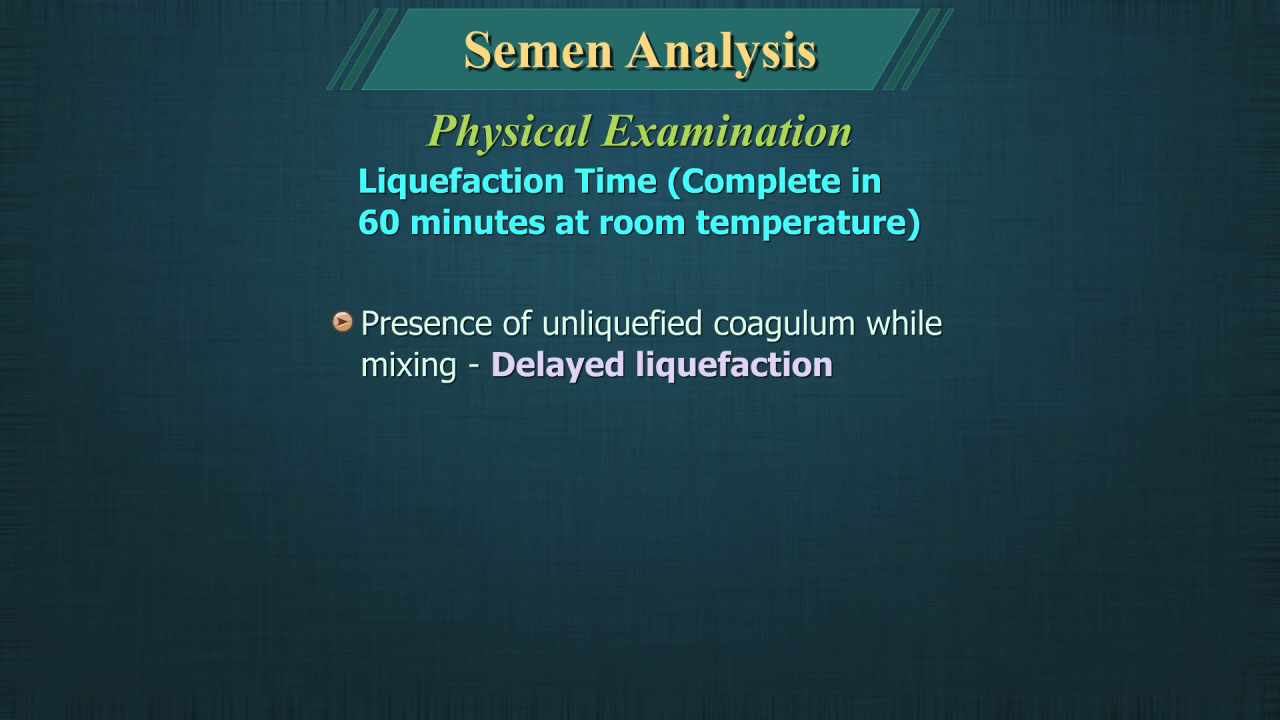 Semen Analysis
Physical Examination
Liquefaction Time (Complete in
60 minutes at room temperature)
Presence of unliquefied coagulum while
mixing - Delayed liquefaction